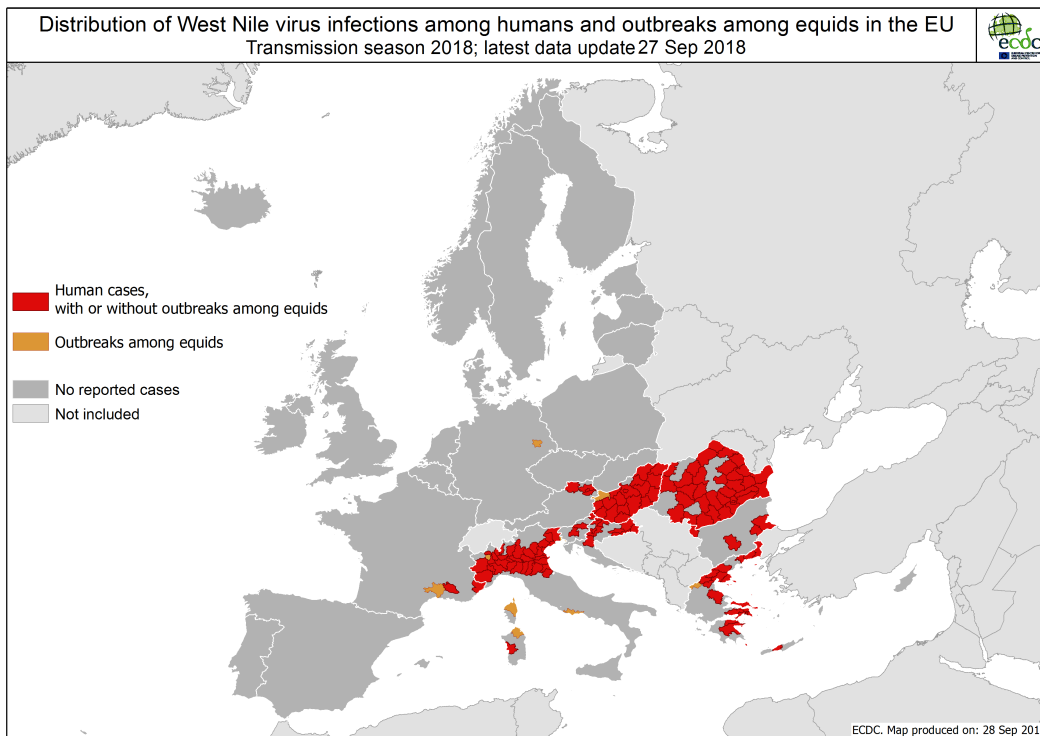 Distribution of West Nile virus infections among humans and outbreaks among equids in the EU
Transmission season 2018; latest data update 27 Sep 2018
ecdc
Human cases,
with or without outbreaks among equids
Outbreaks among equids
No reported cases
Not included
ECDC. Map produced on: 28 Sep 201